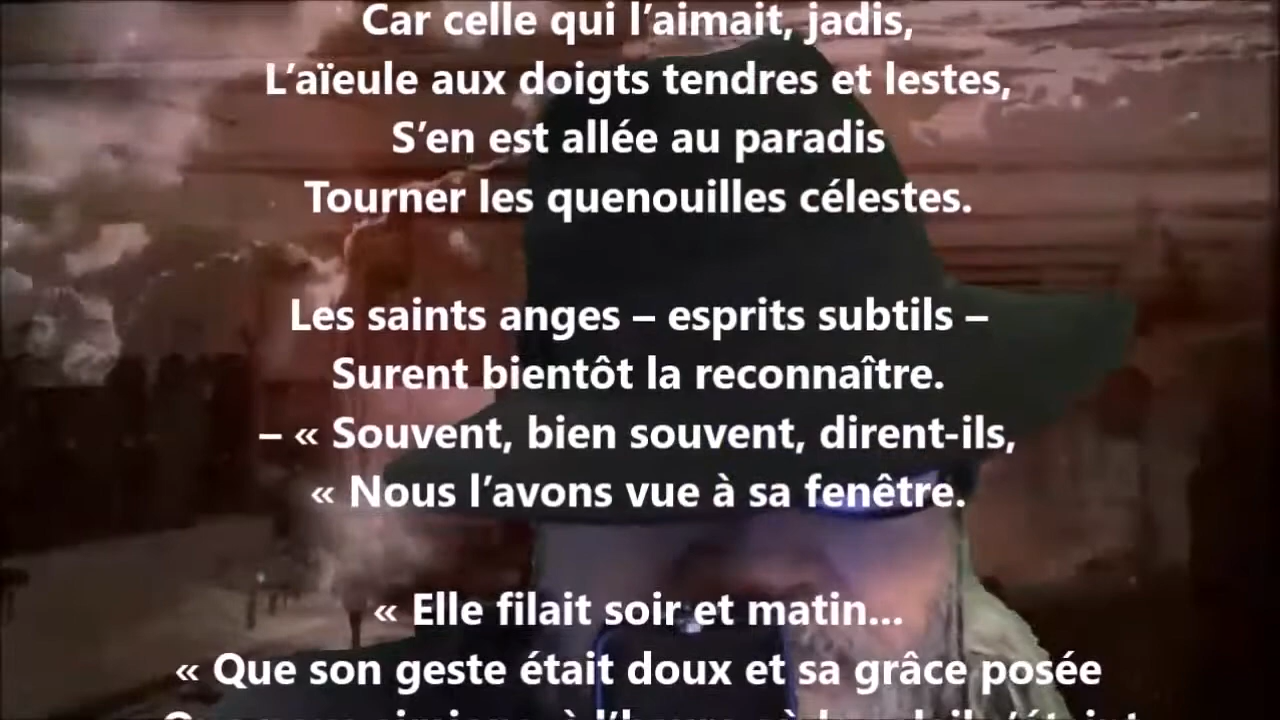 Car celle qui l’aimait, jadis,
L’aïeule aux doigts tendres et lestes,
S’en est allée au paradis
Tourner les quenouilles célestes.
Les saints anges – esprits subtils –
Surent bientôt la reconnaître.
– « Souvent, bien souvent, dirent-ils,
« Nous l’avons vue à sa fenêtre.
« Elle filait soir et matin...
« Que son geste était doux et sa grâce posée